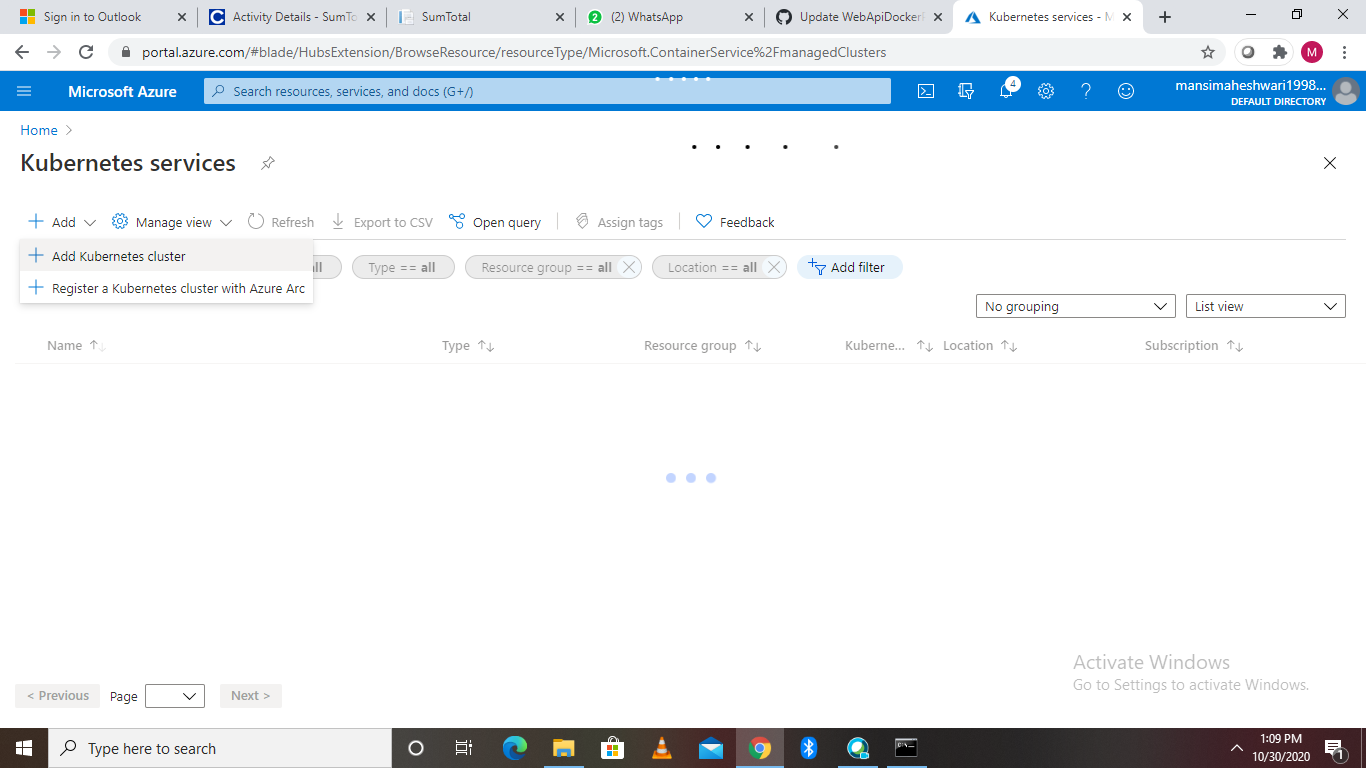 Sign in to Outlook
Activity Details - SumTo
SumTotal
(2) WhatsApp
Update WebApiDocker
Kubernetes services - M
portal.azure.com/#blade/HubsExtension/BrowseResource/resourceType/Microsoft.ContainerService%2FmanagedClusters
M
Microsoft Azure
Search resources, services, and docs (G+/)
4
mansimaheshwari1998...
DEFAULT DIRECTORY
Home
Kubernetes services
Add
Manage view
Refresh
Export to CSV
Open query
Assign tags
Feedback
Add Kubernetes cluster
Register a Kubernetes cluster with Azure Arc
all
Type == all
Resource group == all
Location == all
Add filter
No grouping
List view
Name
Type
Resource group
Kuberne...
Location
Subscription
Activate Windows
Go to Settings to activate Windows.
< Previous
Page
Next >
Type here to search
1:09 PM
10/30/2020
1